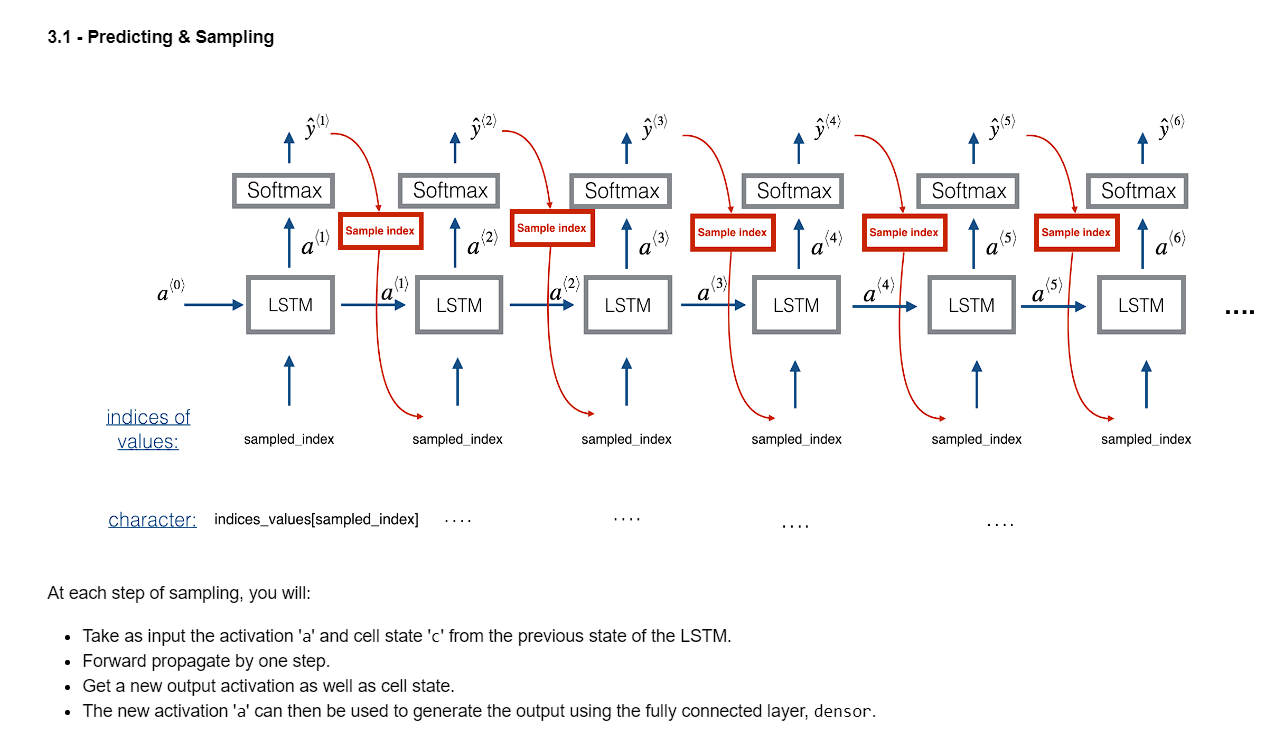 3.1 - Predicting & Sampling
ŷ⟨1⟩ ŷ⟨2⟩ ŷ⟨3⟩ ŷ⟨4⟩ ŷ⟨5⟩ ŷ⟨6⟩
Softmax Softmax Softmax Softmax Softmax Softmax
Sample index Sample index Sample index Sample index Sample index
a⟨1⟩ a⟨2⟩ a⟨3⟩ a⟨4⟩ a⟨5⟩ a⟨6⟩
a⟨0⟩ a⟨1⟩ a⟨2⟩ a⟨3⟩ a⟨4⟩ a⟨5⟩
LSTM LSTM LSTM LSTM LSTM LSTM ....
indices of
values:
sampled_index sampled_index sampled_index sampled_index sampled_index sampled_index
character: indices_values[sampled_index] .... .... .... ....
At each step of sampling, you will:
• Take as input the activation 'a' and cell state 'c' from the previous state of the LSTM.
• Forward propagate by one step.
• Get a new output activation as well as cell state.
• The new activation 'a' can then be used to generate the output using the fully connected layer, densor.